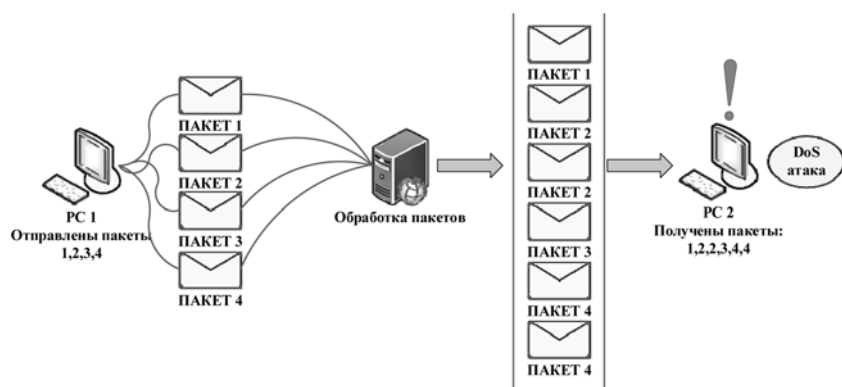 PC 1
Отправлены пакеты
1,2,3,4
ПАКЕТ 1
ПАКЕТ 2
ПАКЕТ 3
ПАКЕТ 4
Обработка пакетов
ПАКЕТ 1
ПАКЕТ 2
ПАКЕТ 2
ПАКЕТ 3
ПАКЕТ 4
ПАКЕТ 4
PC 2
Получены пакеты:
1,2,2,3,4,4
DoS
атака